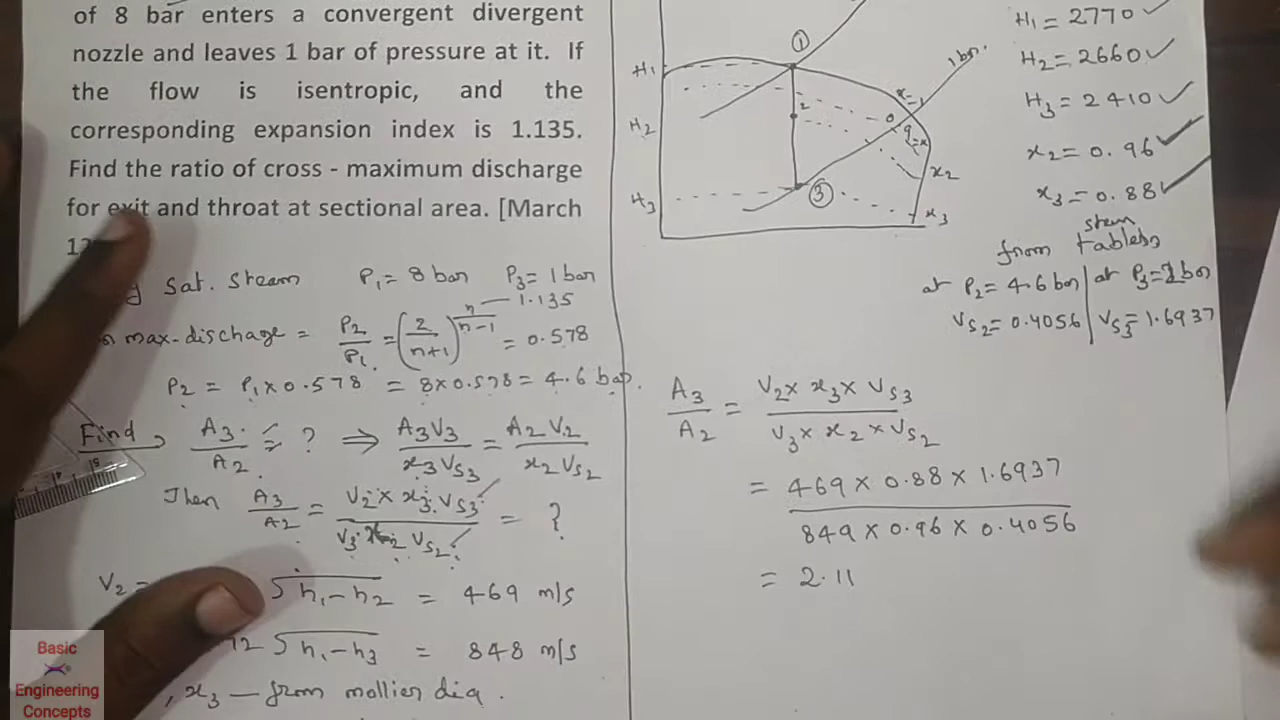 of 8 bar enters a convergent divergent
nozzle and leaves 1 bar of pressure at it. If
the flow is isentropic, and the
corresponding expansion index is 1.135.
Find the ratio of cross - maximum discharge
for exit and throat at sectional area. [March
Sat. Steam P₁ = 8 bar P₃ = 1 bar
max-discharge = P₂/P₁ = (2/n+1)^(n/n-1) — 1.135 = 0.578
P₂ = P₁ × 0.578 = 8×0.578 = 4.6 bar.
Find A₃/A₂ = ? ⇒ A₃V₃/x₃Vs₃ = A₂V₂/x₂Vs₂
Then A₃/A₂ = V₂ × x₃ Vs₃/V₃ x₂ Vs₂ = ?
V₂ = √h₁-h₂ = 469 m/s
√h₁-h₃ = 848 m/s
, x₃ — from mollier dia.
H₁
H₂
H₃
①
2
③
1 bar.
x=1
x₂
x₃
H₁ = 2770 ✓
H₂ = 2660 ✓
H₃ = 2410 ✓
x₂ = 0.96 ✓
x₃ = 0.88 ✓
from stem tables
at P₂ = 4.6 bar | at P₃ = 1 bar
Vs₂ = 0.4056 | Vs₃ = 1.6937
A₃/A₂ = V₂ × x₃ × Vs₃/V₃ × x₂ × Vs₂
= 469 × 0.88 × 1.6937/849 × 0.96 × 0.4056
= 2.11
Basic
Engineering
Concepts